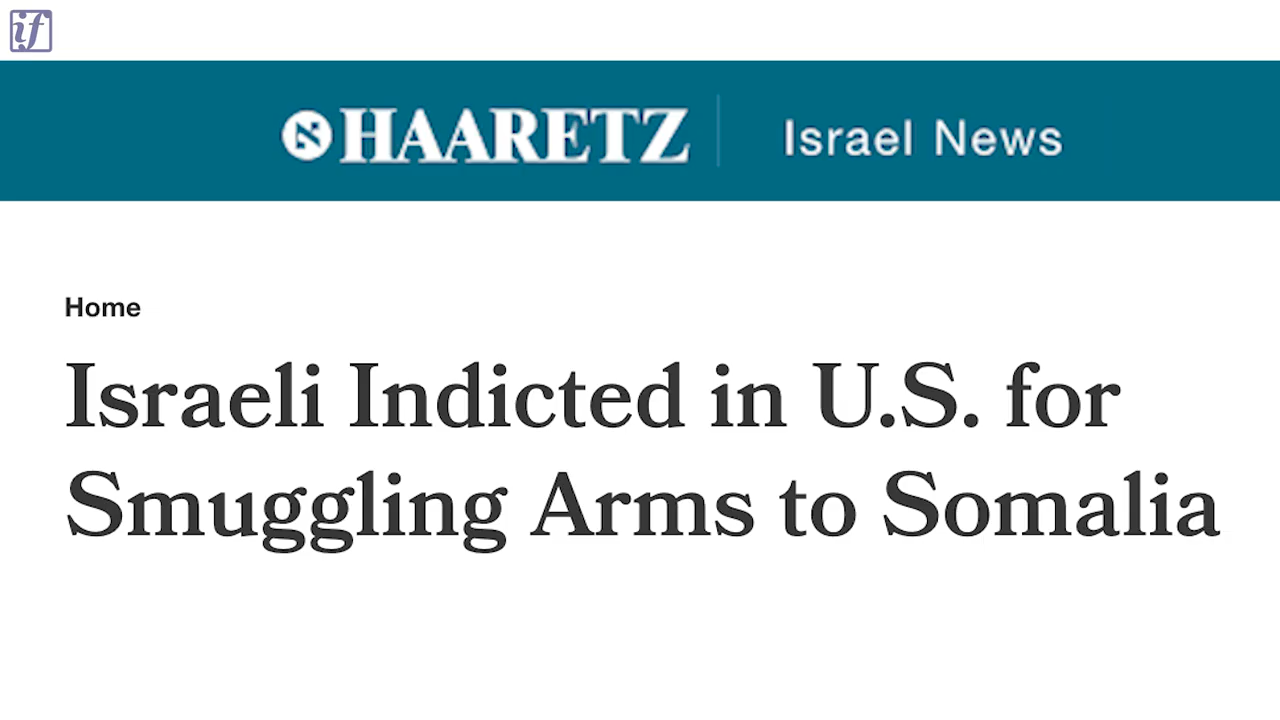 if
HAARETZ | Israel News
Home
Israeli Indicted in U.S. for
Smuggling Arms to Somalia